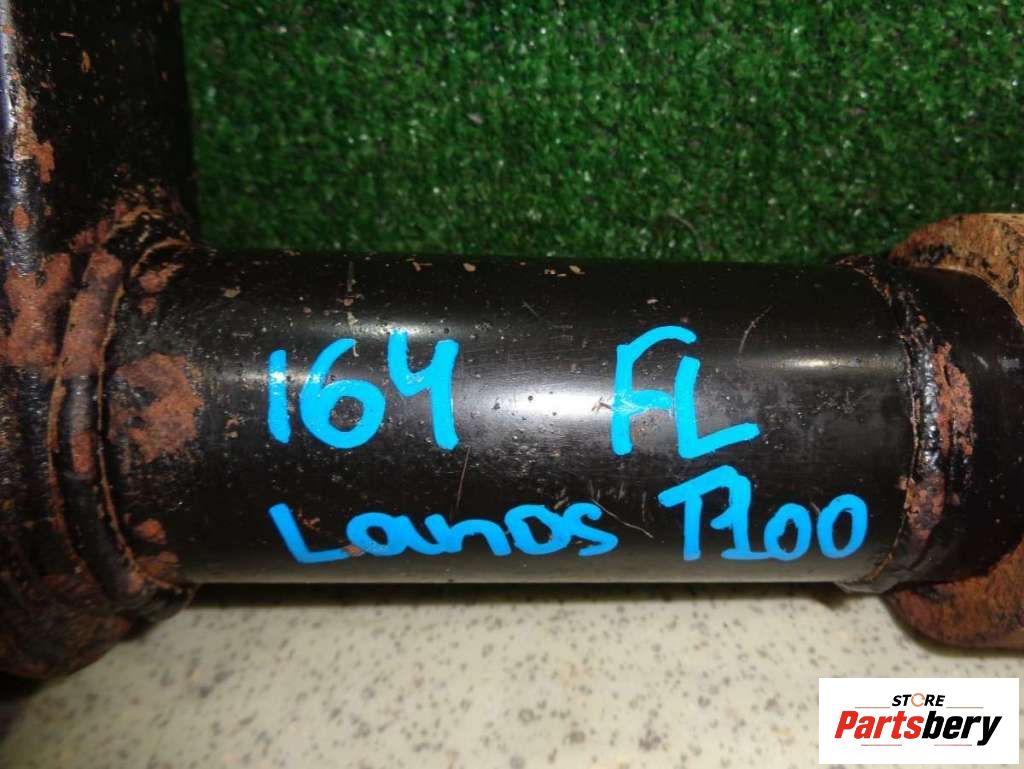 164 FL
Lanos T100
STORE
Partsbery